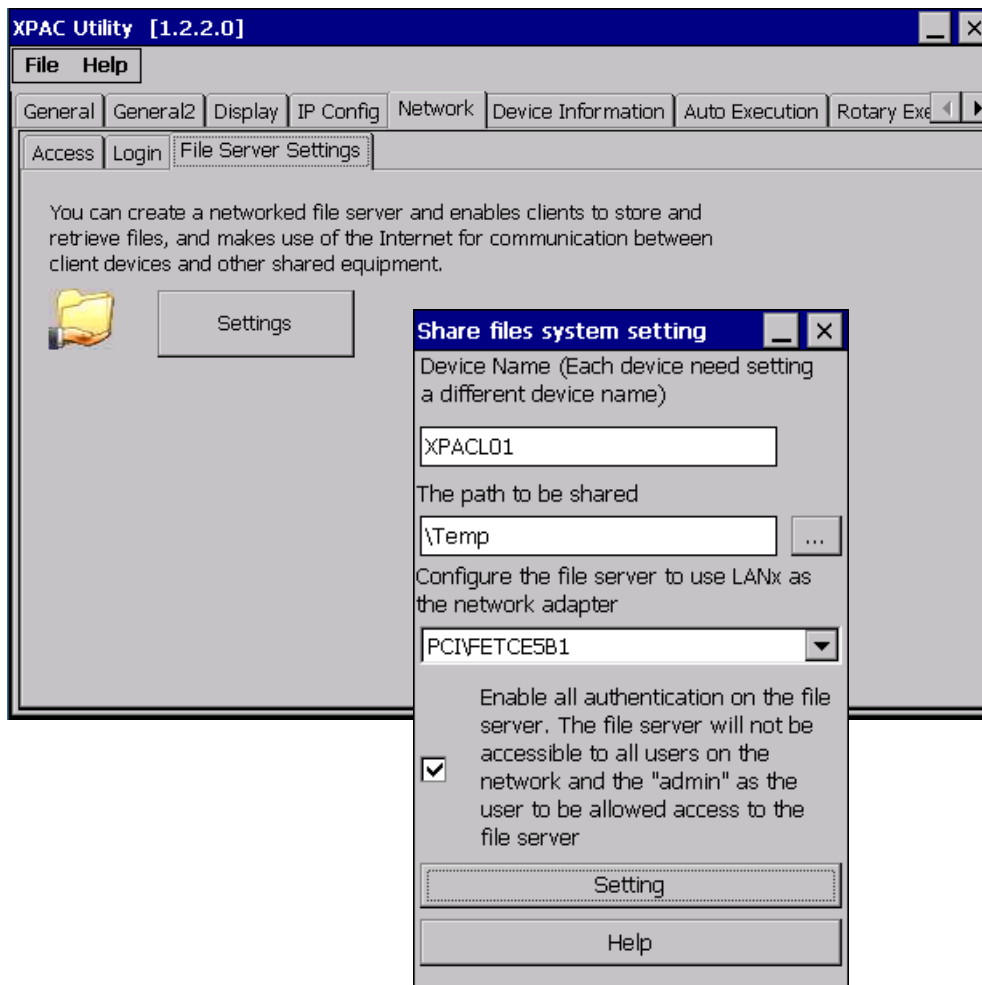 XPAC Utility [1.2.2.0]
File Help
General General2 Display IP Config Network Device Information Auto Execution Rotary Exe
Access Login File Server Settings
You can create a networked file server and enables clients to store and
retrieve files, and makes use of the Internet for communication between
client devices and other shared equipment.
Settings
Share files system setting
Device Name (Each device need setting
a different device name)
XPACL01
The path to be shared
\Temp
...
Configure the file server to use LANx as
the network adapter
PCI\FETCE5B1
Enable all authentication on the file
server. The file server will not be
accessible to all users on the
network and the "admin" as the
user to be allowed access to the
file server
Setting
Help